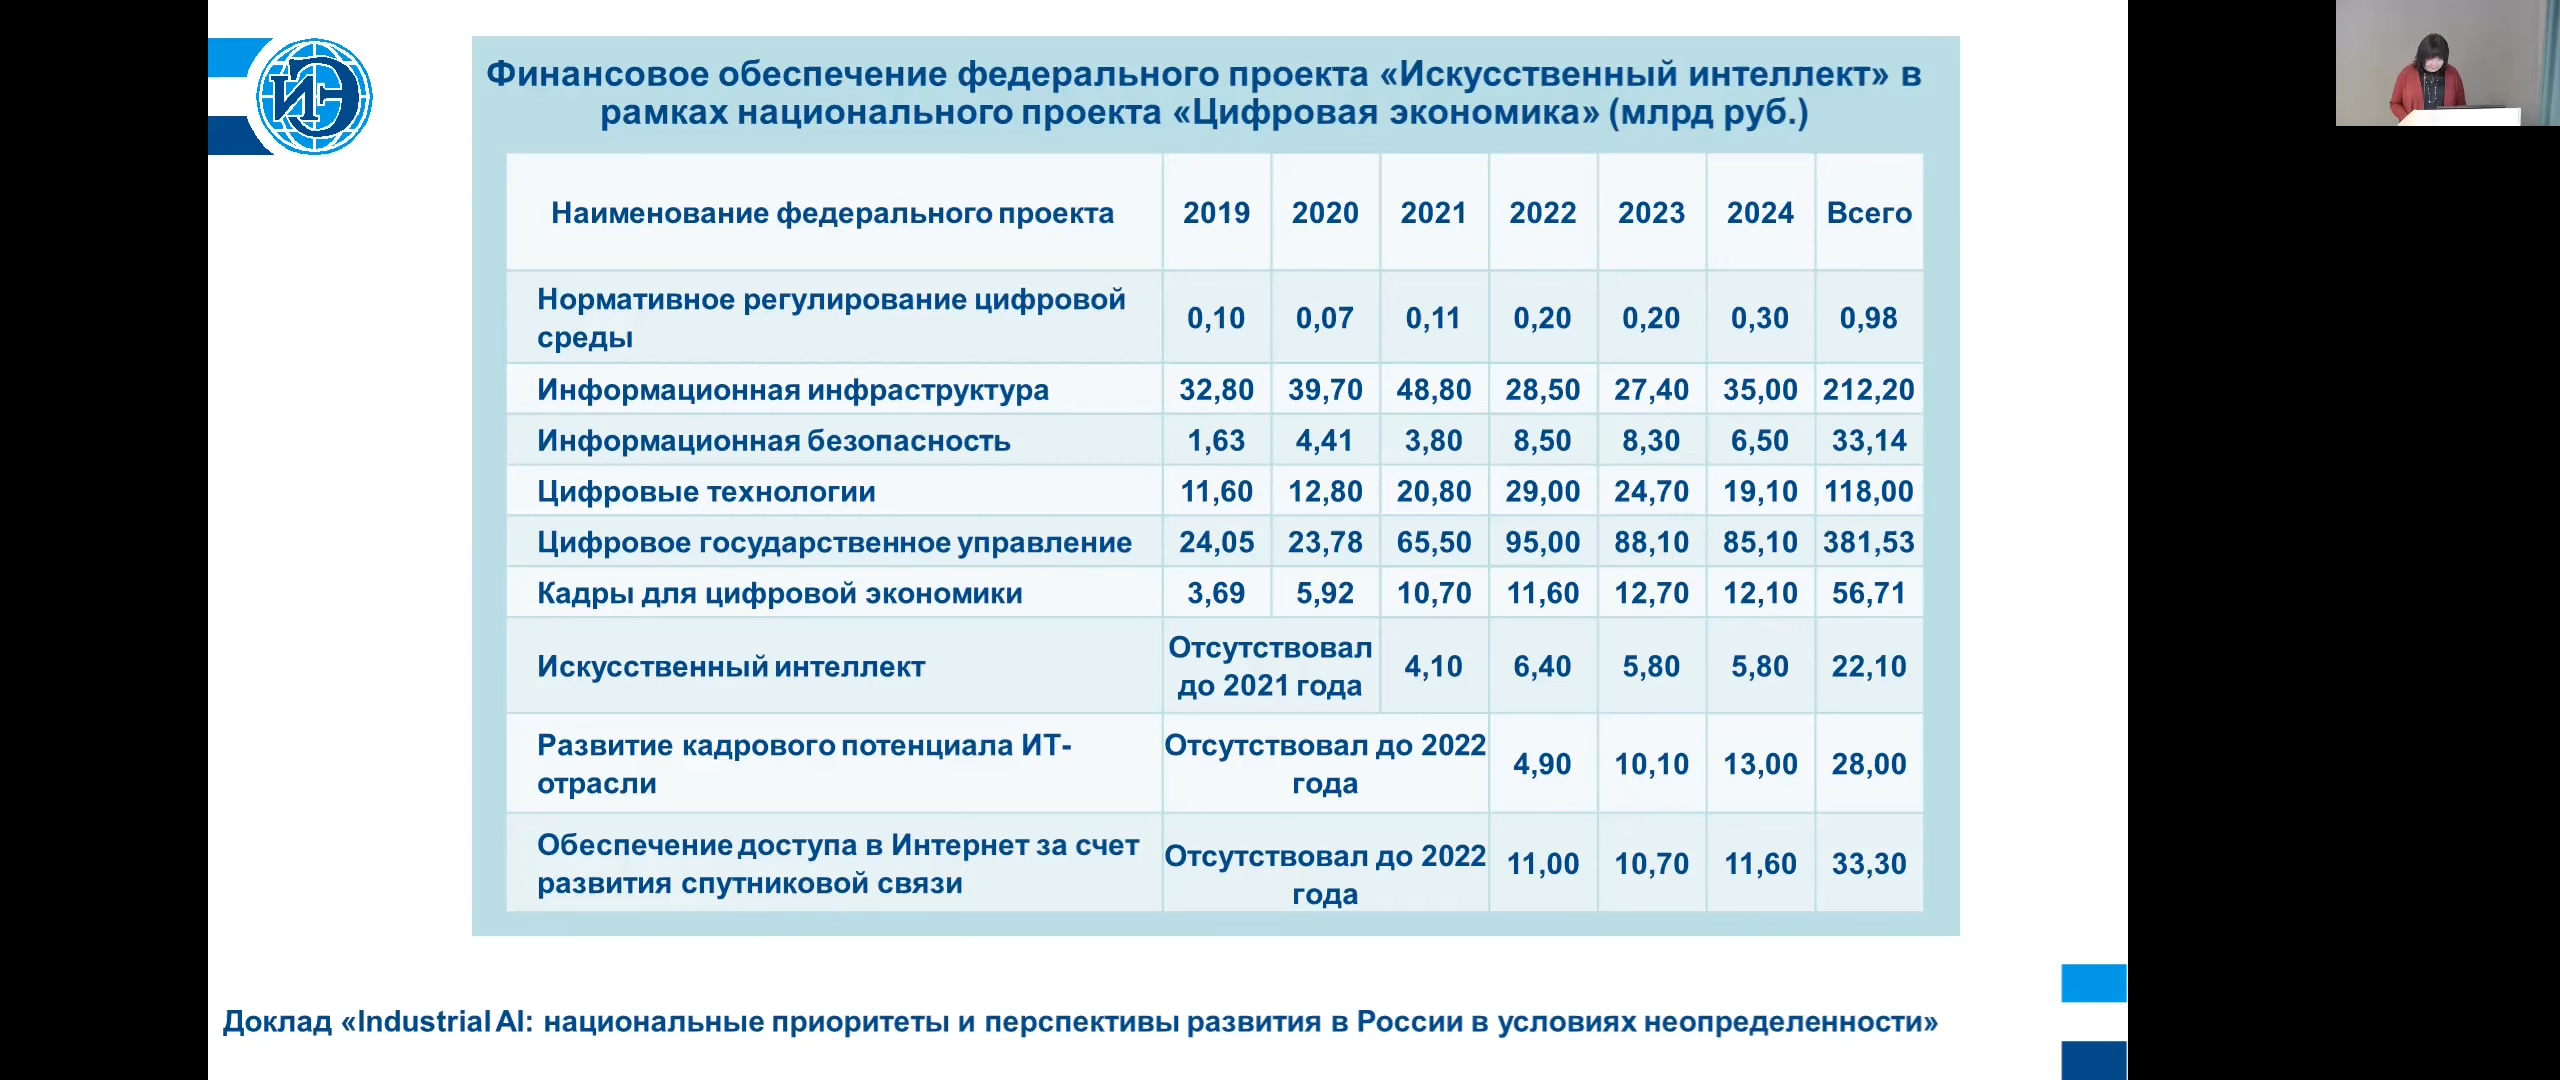 ИЭ
Финансовое обеспечение федерального проекта «Искусственный интеллект» в
рамках национального проекта «Цифровая экономика» (млрд руб.)
Наименование федерального проекта 2019 2020 2021 2022 2023 2024 Всего
Нормативное регулирование цифровой
среды 0,10 0,07 0,11 0,20 0,20 0,30 0,98
Информационная инфраструктура 32,80 39,70 48,80 28,50 27,40 35,00 212,20
Информационная безопасность 1,63 4,41 3,80 8,50 8,30 6,50 33,14
Цифровые технологии 11,60 12,80 20,80 29,00 24,70 19,10 118,00
Цифровое государственное управление 24,05 23,78 65,50 95,00 88,10 85,10 381,53
Кадры для цифровой экономики 3,69 5,92 10,70 11,60 12,70 12,10 56,71
Искусственный интеллект Отсутствовал
до 2021 года 4,10 6,40 5,80 5,80 22,10
Развитие кадрового потенциала ИТ-
отрасли Отсутствовал до 2022
года 4,90 10,10 13,00 28,00
Обеспечение доступа в Интернет за счет
развития спутниковой связи Отсутствовал до 2022
года 11,00 10,70 11,60 33,30
Доклад «Industrial AI: национальные приоритеты и перспективы развития в России в условиях неопределенности»